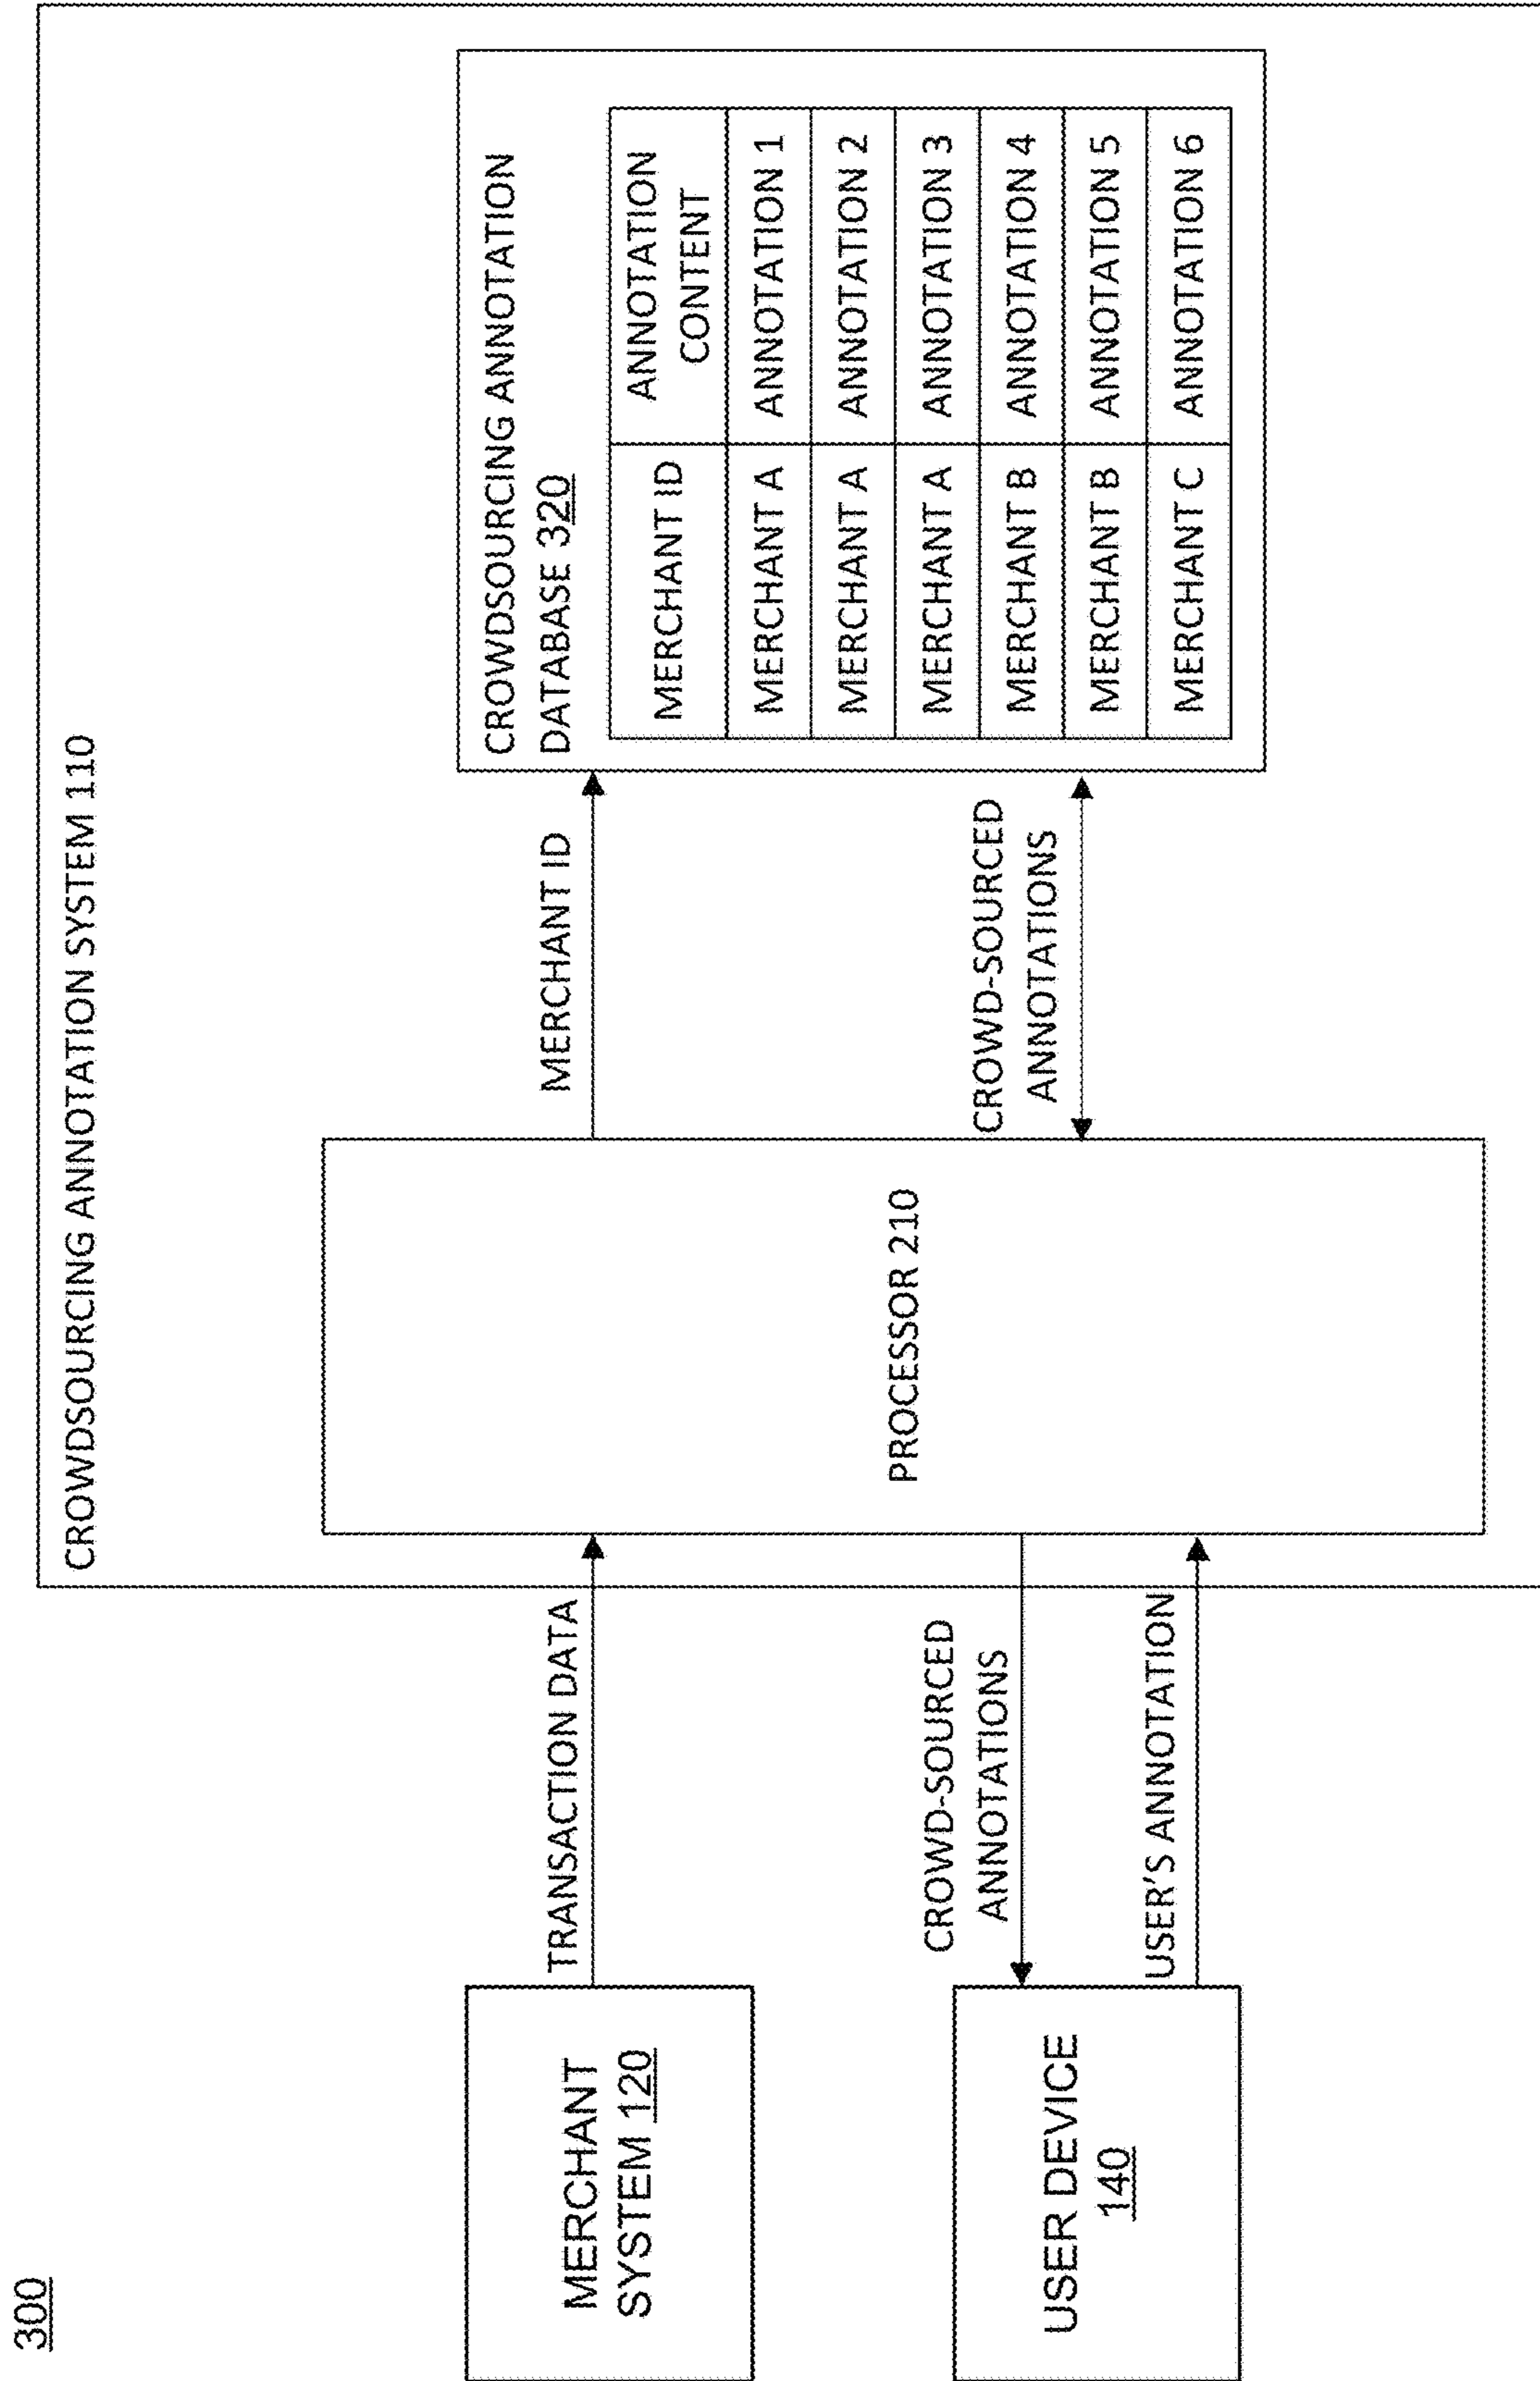 300
CROWDSOURCING ANNOTATION SYSTEM 110
MERCHANT
SYSTEM 120
TRANSACTION DATA
USER DEVICE
140
CROWD-SOURCED
ANNOTATIONS
USER'S ANNOTATION
PROCESSOR 210
MERCHANT ID
CROWD-SOURCED
ANNOTATIONS
CROWDSOURCING ANNOTATION
DATABASE 320
MERCHANT ID
ANNOTATION
CONTENT
MERCHANT A ANNOTATION 1
MERCHANT A ANNOTATION 2
MERCHANT A ANNOTATION 3
MERCHANT B ANNOTATION 4
MERCHANT B ANNOTATION 5
MERCHANT C ANNOTATION 6